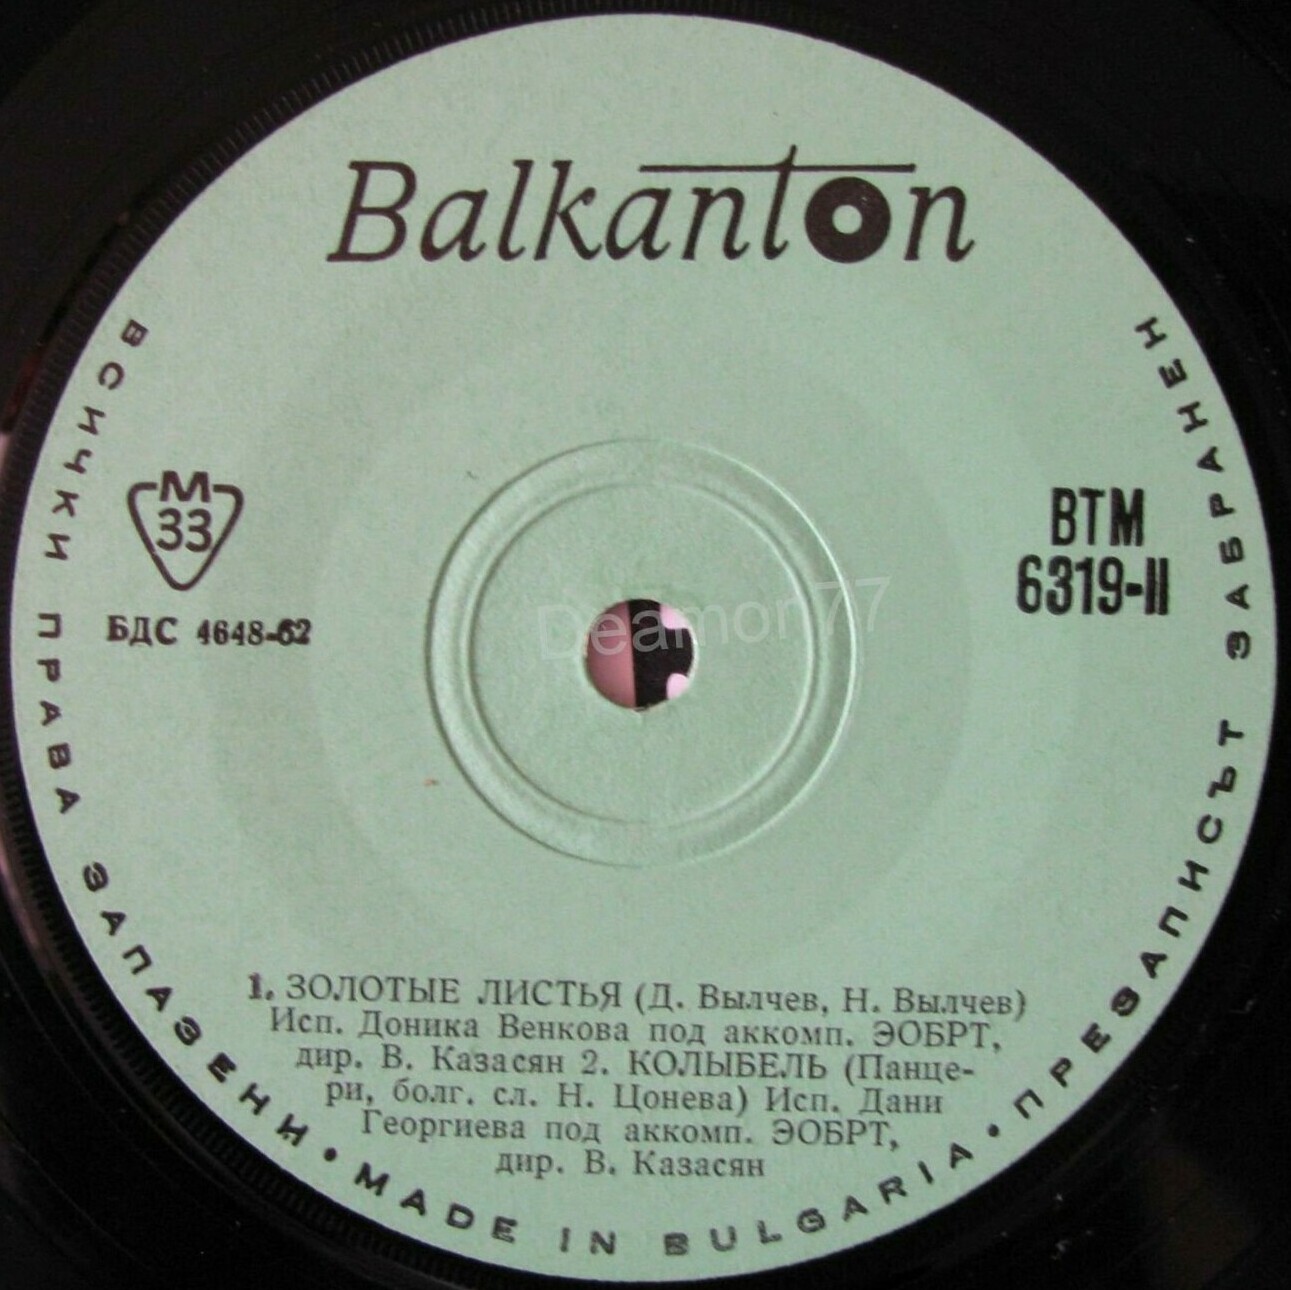 Balkanton
ВСИЧКИ ПРАВА ЗАПАЗЕНИ • MADE IN BULGARIA • ПРЕЗАПИСЪТ ЗАБРАНЕН
М
33
БДС 4648-62
ВТМ
6319-II
Deamon77
1. ЗОЛОТЫЕ ЛИСТЬЯ (Д. Вылчев, Н. Вылчев)
Исп. Доника Венкова под аккомп. ЭОБРТ,
дир. В. Казасян 2. КОЛЫБЕЛЬ (Панце-
ри, болг. сл. Н. Цонева) Исп. Дани
Георгиева под аккомп. ЭОБРТ,
дир. В. Казасян